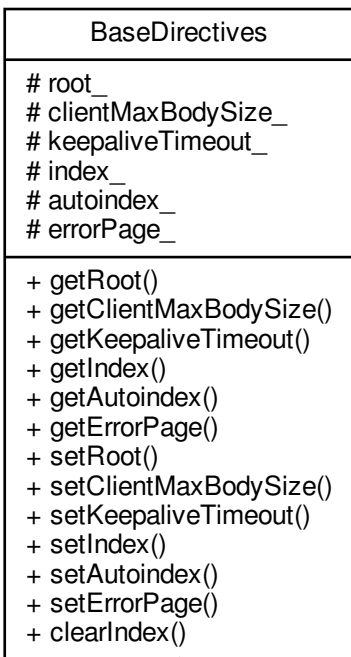 BaseDirectives
# root_
# clientMaxBodySize_
# keepaliveTimeout_
# index_
# autoindex_
# errorPage_
+ getRoot()
+ getClientMaxBodySize()
+ getKeepaliveTimeout()
+ getIndex()
+ getAutoindex()
+ getErrorPage()
+ setRoot()
+ setClientMaxBodySize()
+ setKeepaliveTimeout()
+ setIndex()
+ setAutoindex()
+ setErrorPage()
+ clearIndex()